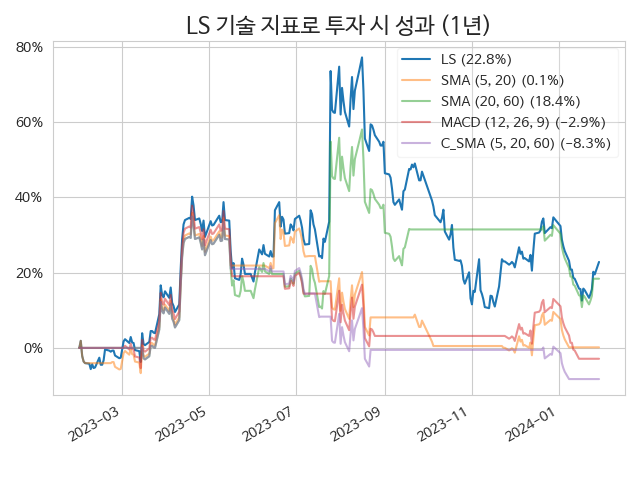 LS 기술 지표로 투자 시 성과 (1년)
80%
60%
40%
20%
0%
LS (22.8%)
SMA (5, 20) (0.1%)
SMA (20, 60) (18.4%)
MACD (12, 26, 9) (−2.9%)
C_SMA (5, 20, 60) (−8.3%)
2023−03
2023−05
2023−07
2023−09
2023−11
2024−01